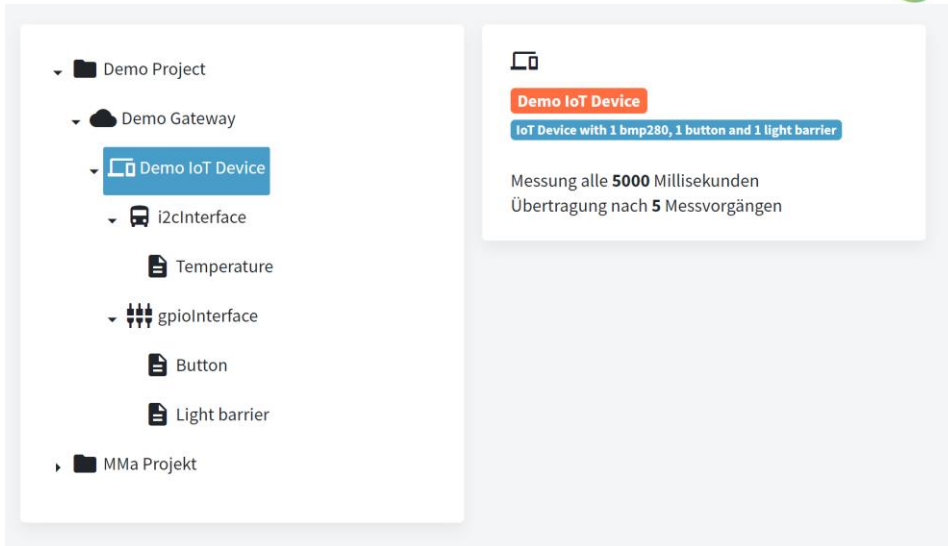 Demo Project
Demo Gateway
Demo IoT Device
i2cInterface
Temperature
gpioInterface
Button
Light barrier
MMa Projekt
Demo IoT Device
IoT Device with 1 bmp280, 1 button and 1 light barrier
Messung alle 5000 Millisekunden
Übertragung nach 5 Messvorgängen